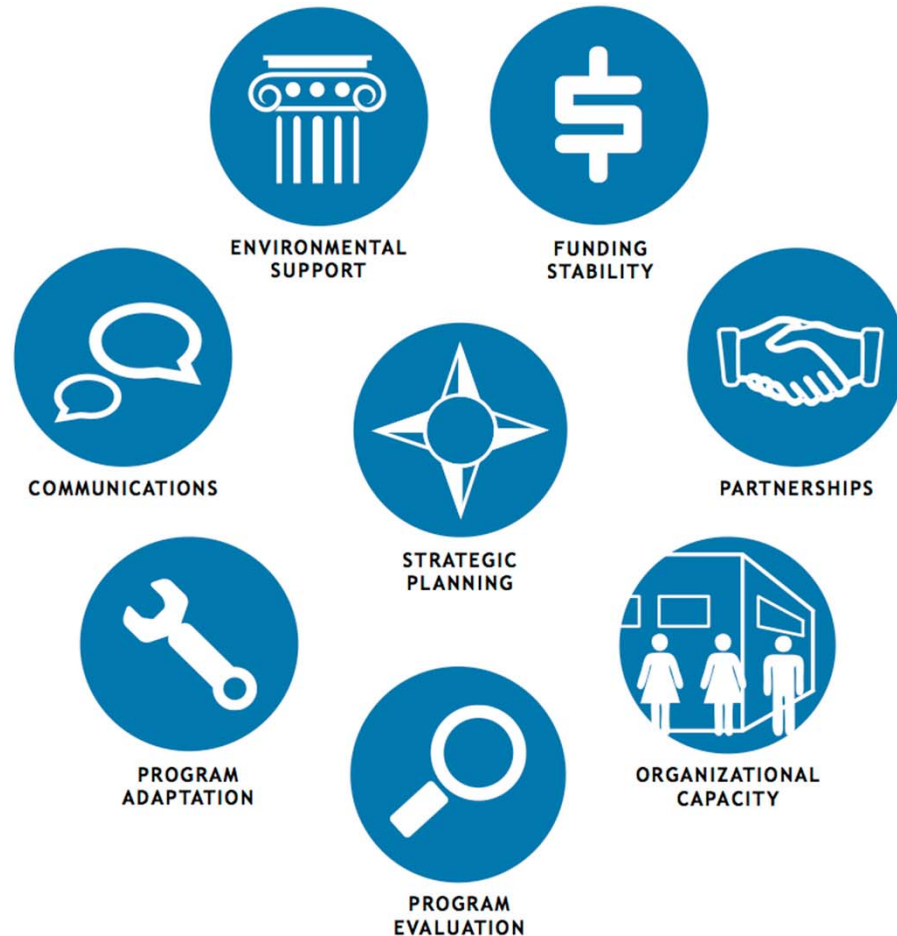 ENVIRONMENTAL
SUPPORT
FUNDING
STABILITY
COMMUNICATIONS
PARTNERSHIPS
STRATEGIC
PLANNING
PROGRAM
ADAPTATION
ORGANIZATIONAL
CAPACITY
PROGRAM
EVALUATION